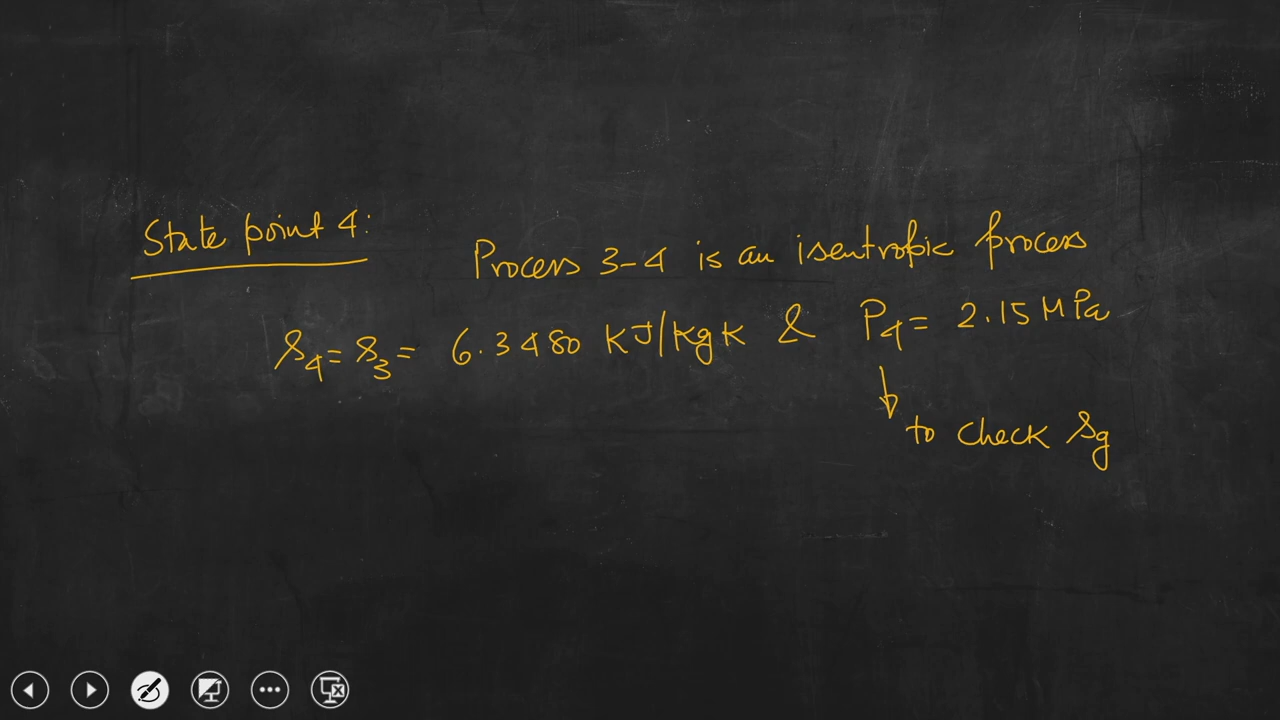 State point 4:
Process 3-4 is an isentropic process
s4 = s3 = 6.3480 KJ/Kg K & P4 = 2.15 MPa
to check sg